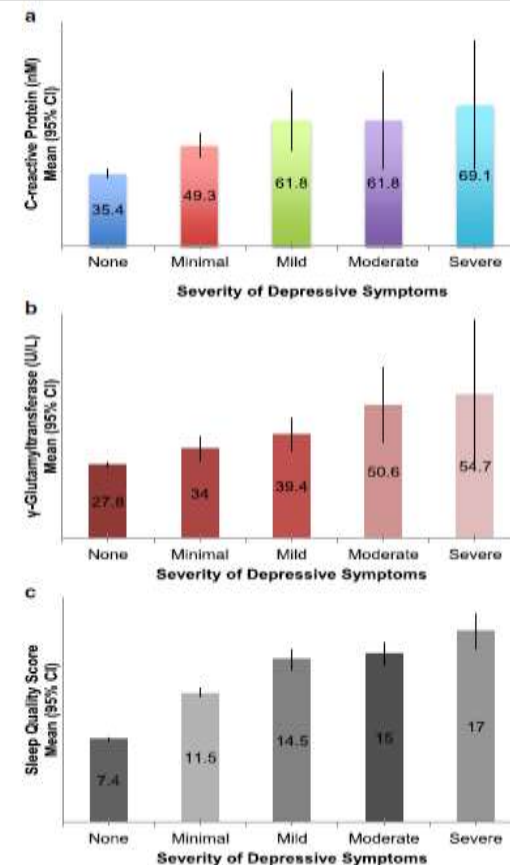 a
C-reactive Protein (nM)
Mean (95% CI)
35.4
49.3
61.8
61.8
69.1
None Minimal Mild Moderate Severe
Severity of Depressive Symptoms
b
γ-Glutamyltransferase (U/L)
Mean (95% CI)
27.8
34
39.4
50.6
54.7
None Minimal Mild Moderate Severe
Severity of Depressive Symptoms
c
Sleep Quality Score
Mean (95% CI)
7.4
11.5
14.5
15
17
None Minimal Mild Moderate Severe
Severity of Depressive Symptoms